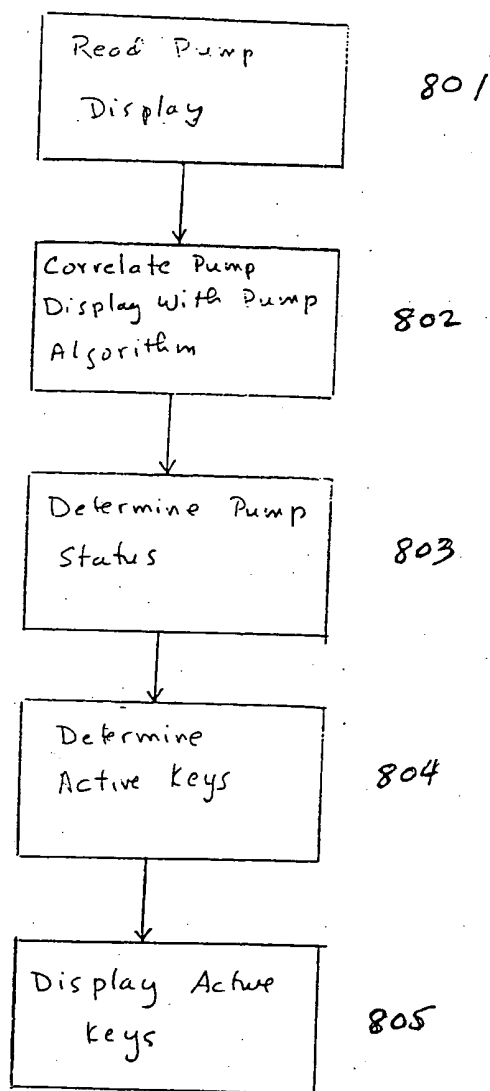 Read Pump
Display
801
Correlate Pump
Display with Pump
Algorithm
802
Determine Pump
Status
803
Determine
Active Keys
804
Display Active
Keys
805